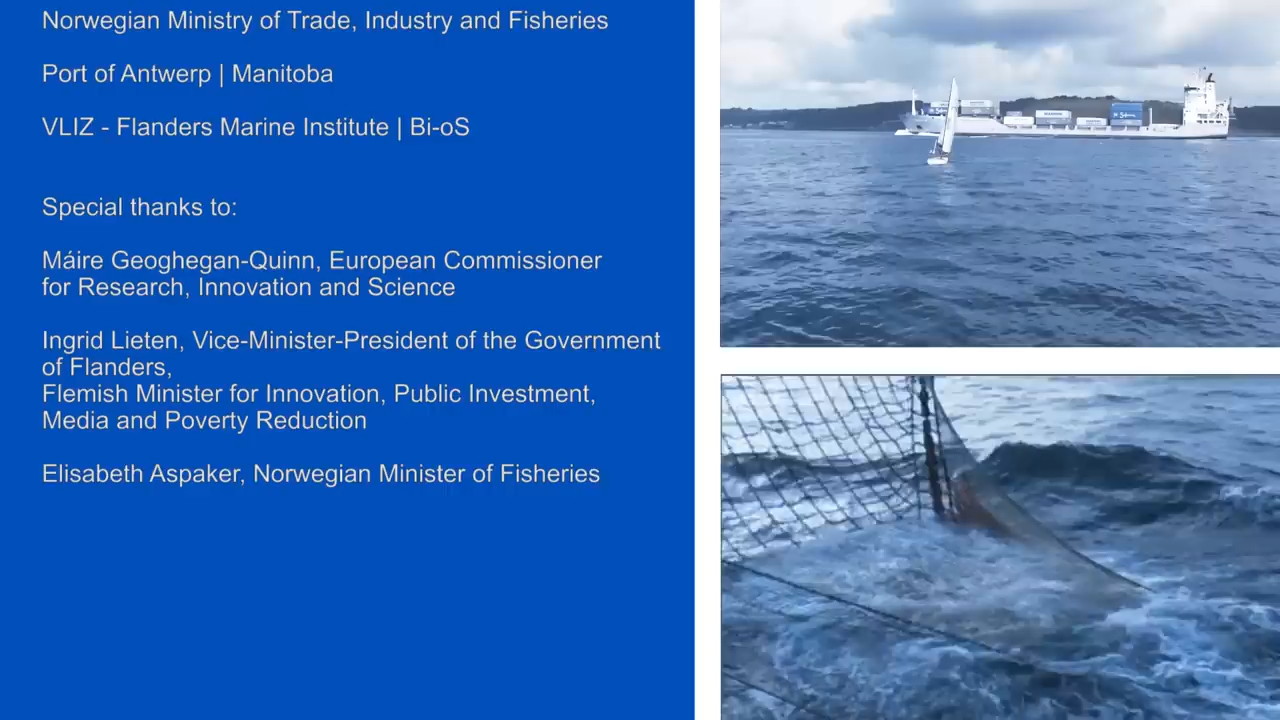 Norwegian Ministry of Trade, Industry and Fisheries
Port of Antwerp | Manitoba
VLIZ - Flanders Marine Institute | Bi-oS
Special thanks to:
Máire Geoghegan-Quinn, European Commissioner
for Research, Innovation and Science
Ingrid Lieten, Vice-Minister-President of the Government
of Flanders,
Flemish Minister for Innovation, Public Investment,
Media and Poverty Reduction
Elisabeth Aspaker, Norwegian Minister of Fisheries